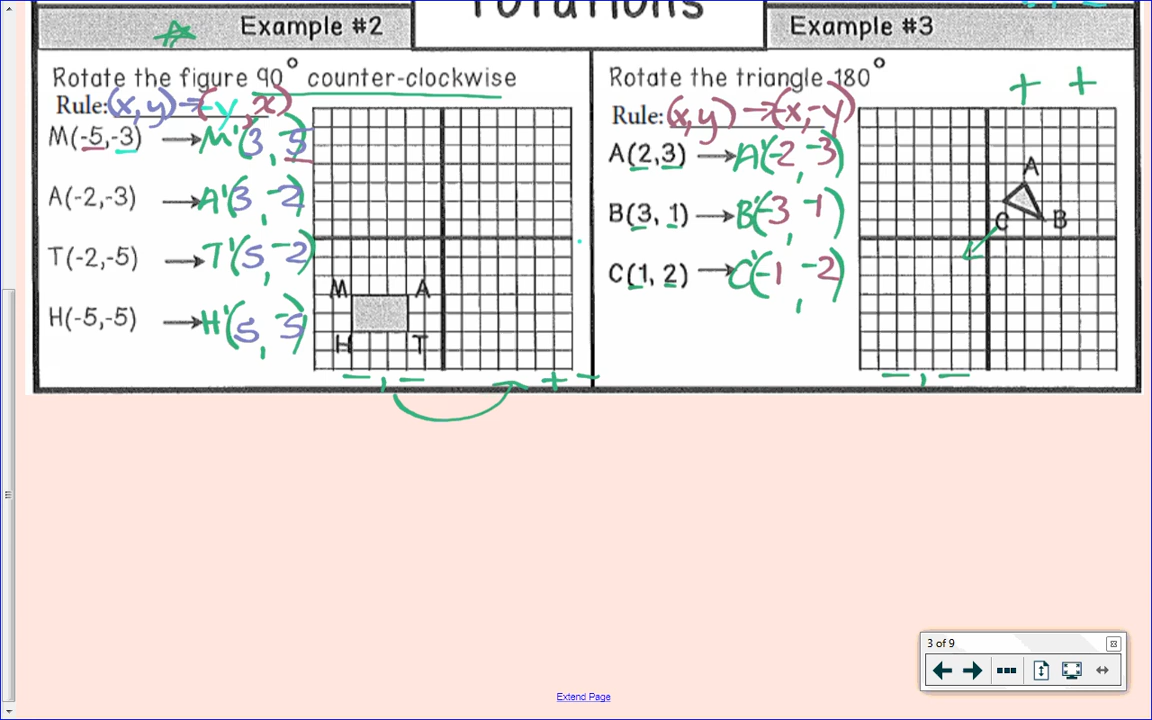 rotations
Example #2
Example #3
Rotate the figure 90° counter-clockwise
Rule: (x, y) → (-y, x)
M(-5,-3) → M'(3, -5)
A(-2,-3) → A'(3, -2)
T(-2,-5) → T'(5, -2)
H(-5,-5) → H'(5, -5)
M A
H T
-, - + -
Rotate the triangle 180°
Rule: (x, y) → (-x, -y)
A(2,3) → A'(-2, -3)
B(3, 1) → B'(-3, -1)
C(1, 2) → C'(-1, -2)
+ +
A
C B
-, -
3 of 9
Extend Page